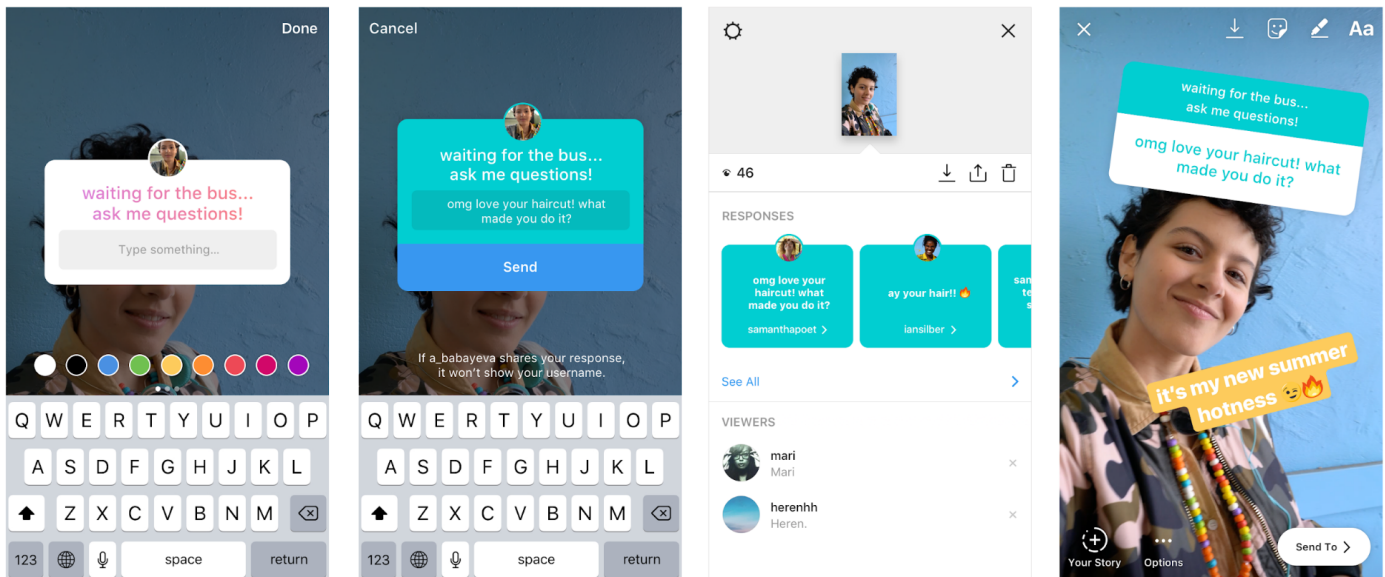 Done
waiting for the bus...
ask me questions!
Type something...
Q W E R T Y U I O P
A S D F G H J K L
Z X C V B N M
123 space return
Cancel
waiting for the bus...
ask me questions!
omg love your haircut! what
made you do it?
Send
If a_babayeva shares your response,
it won't show your username.
Q W E R T Y U I O P
A S D F G H J K L
Z X C V B N M
123 space return
46
RESPONSES
omg love your
haircut! what
made you do it?
samanthapoet >
ay your hair!! 🔥
iansilber >
san
te
s
See All >
VIEWERS
mari
Mari
herenhh
Heren.
Aa
waiting for the bus...
ask me questions!
omg love your haircut! what
made you do it?
it's my new summer
hotness 😉🔥
Your Story
Options
Send To >